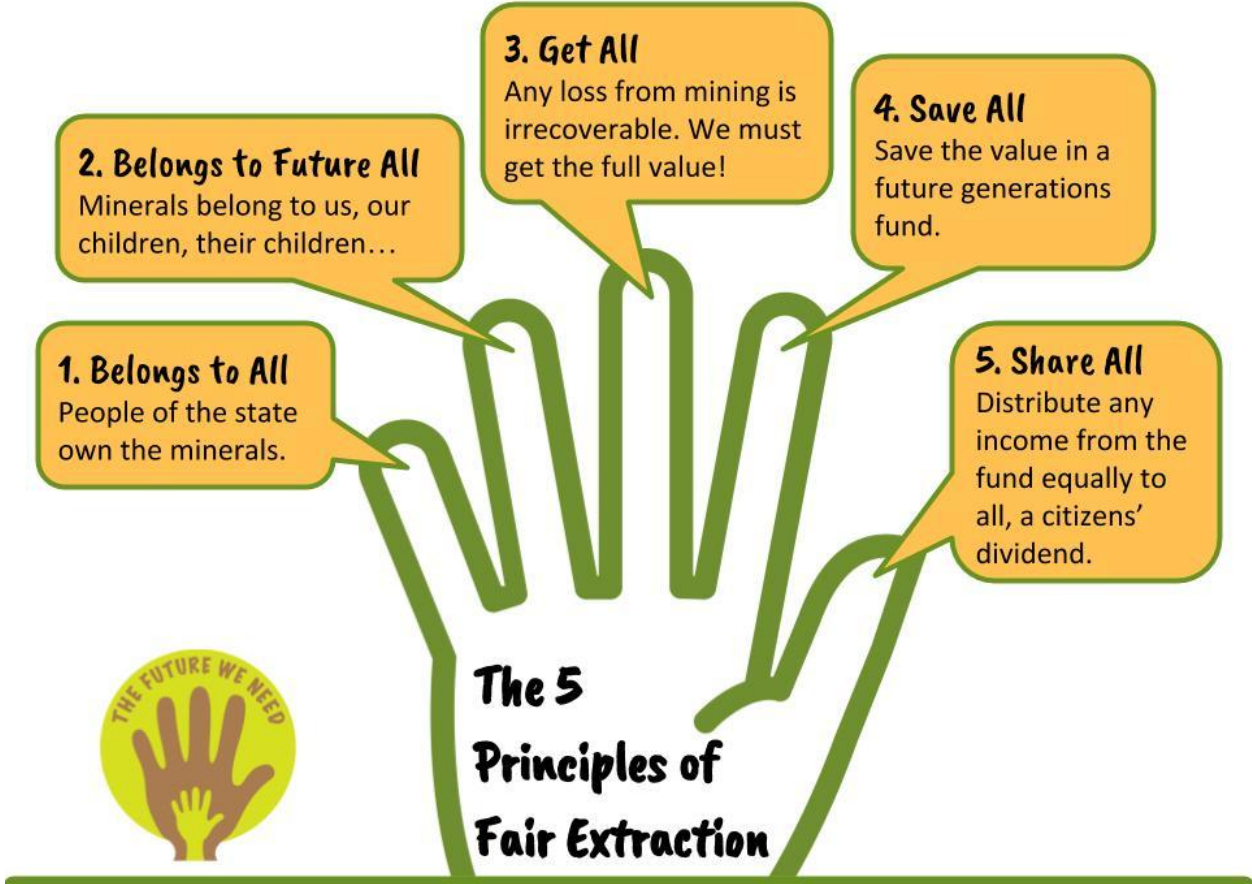 3. Get All
Any loss from mining is
irrecoverable. We must
get the full value!
4. Save All
Save the value in a
future generations
fund.
2. Belongs to Future All
Minerals belong to us, our
children, their children...
1. Belongs to All
People of the state
own the minerals.
5. Share All
Distribute any
income from the
fund equally to
all, a citizens’
dividend.
THE FUTURE WE NEED
The 5
Principles of
Fair Extraction